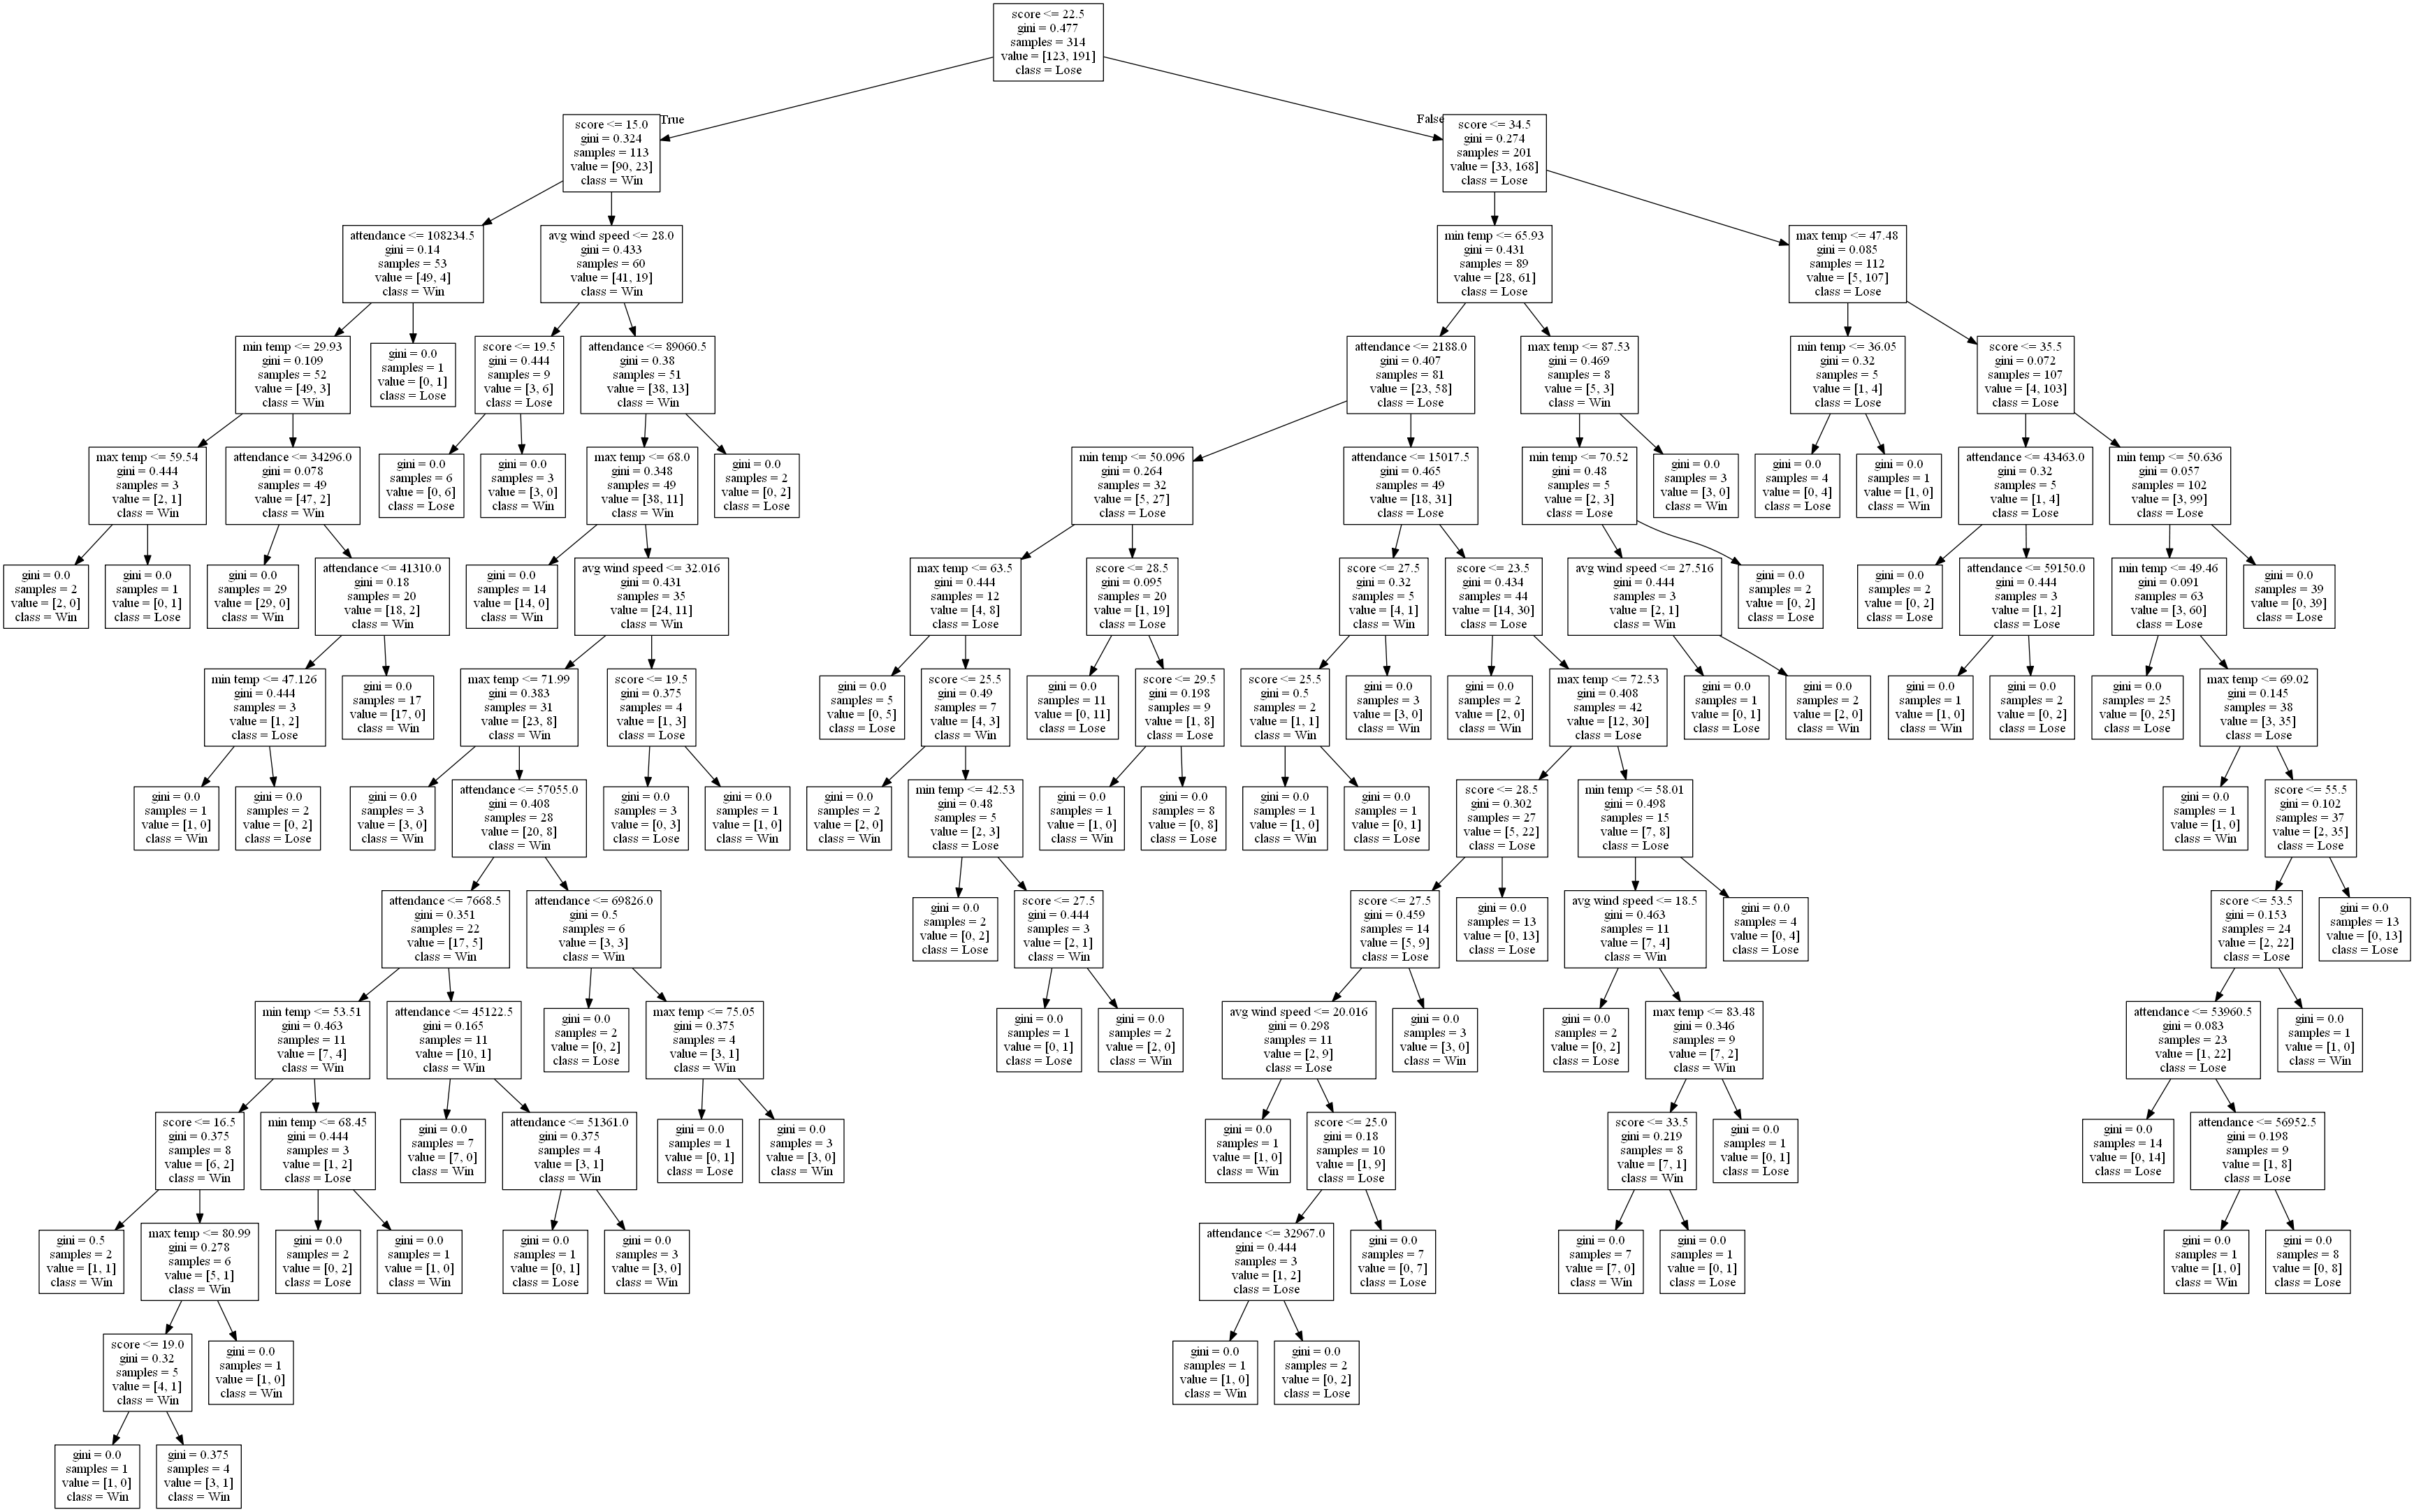 score <= 22.5
gini = 0.477
samples = 314
value = [123, 191]
class = Lose
True
False
score <= 15.0
gini = 0.324
samples = 113
value = [90, 23]
class = Win
score <= 34.5
gini = 0.274
samples = 201
value = [33, 168]
class = Lose
attendance <= 108234.5
gini = 0.14
samples = 53
value = [49, 4]
class = Win
avg wind speed <= 28.0
gini = 0.433
samples = 60
value = [41, 19]
class = Win
min temp <= 65.93
gini = 0.431
samples = 89
value = [28, 61]
class = Lose
max temp <= 47.48
gini = 0.085
samples = 112
value = [5, 107]
class = Lose
min temp <= 29.93
gini = 0.109
samples = 52
value = [49, 3]
class = Win
gini = 0.0
samples = 1
value = [0, 1]
class = Lose
score <= 19.5
gini = 0.444
samples = 9
value = [3, 6]
class = Lose
attendance <= 89060.5
gini = 0.38
samples = 51
value = [38, 13]
class = Win
attendance <= 2188.0
gini = 0.407
samples = 81
value = [23, 58]
class = Lose
max temp <= 87.53
gini = 0.469
samples = 8
value = [5, 3]
class = Win
min temp <= 36.05
gini = 0.32
samples = 5
value = [1, 4]
class = Lose
score <= 35.5
gini = 0.072
samples = 107
value = [4, 103]
class = Lose
max temp <= 59.54
gini = 0.444
samples = 3
value = [2, 1]
class = Win
attendance <= 34296.0
gini = 0.078
samples = 49
value = [47, 2]
class = Win
gini = 0.0
samples = 6
value = [0, 6]
class = Lose
gini = 0.0
samples = 3
value = [3, 0]
class = Win
max temp <= 68.0
gini = 0.348
samples = 49
value = [38, 11]
class = Win
gini = 0.0
samples = 2
value = [0, 2]
class = Lose
min temp <= 50.096
gini = 0.264
samples = 32
value = [5, 27]
class = Lose
attendance <= 15017.5
gini = 0.465
samples = 49
value = [18, 31]
class = Lose
min temp <= 70.52
gini = 0.48
samples = 5
value = [2, 3]
class = Lose
gini = 0.0
samples = 3
value = [3, 0]
class = Win
gini = 0.0
samples = 4
value = [0, 4]
class = Lose
gini = 0.0
samples = 1
value = [1, 0]
class = Win
attendance <= 43463.0
gini = 0.32
samples = 5
value = [1, 4]
class = Lose
min temp <= 50.636
gini = 0.057
samples = 102
value = [3, 99]
class = Lose
gini = 0.0
samples = 2
value = [2, 0]
class = Win
gini = 0.0
samples = 1
value = [0, 1]
class = Lose
gini = 0.0
samples = 29
value = [29, 0]
class = Win
attendance <= 41310.0
gini = 0.18
samples = 20
value = [18, 2]
class = Win
gini = 0.0
samples = 14
value = [14, 0]
class = Win
avg wind speed <= 32.016
gini = 0.431
samples = 35
value = [24, 11]
class = Win
max temp <= 63.5
gini = 0.444
samples = 12
value = [4, 8]
class = Lose
score <= 28.5
gini = 0.095
samples = 20
value = [1, 19]
class = Lose
score <= 27.5
gini = 0.32
samples = 5
value = [4, 1]
class = Win
score <= 23.5
gini = 0.434
samples = 44
value = [14, 30]
class = Lose
avg wind speed <= 27.516
gini = 0.444
samples = 3
value = [2, 1]
class = Win
gini = 0.0
samples = 2
value = [0, 2]
class = Lose
gini = 0.0
samples = 2
value = [0, 2]
class = Lose
attendance <= 59150.0
gini = 0.444
samples = 3
value = [1, 2]
class = Lose
min temp <= 49.46
gini = 0.091
samples = 63
value = [3, 60]
class = Lose
gini = 0.0
samples = 39
value = [0, 39]
class = Lose
min temp <= 47.126
gini = 0.444
samples = 3
value = [1, 2]
class = Lose
gini = 0.0
samples = 17
value = [17, 0]
class = Win
max temp <= 71.99
gini = 0.383
samples = 31
value = [23, 8]
class = Win
score <= 19.5
gini = 0.375
samples = 4
value = [1, 3]
class = Lose
gini = 0.0
samples = 5
value = [0, 5]
class = Lose
score <= 25.5
gini = 0.49
samples = 7
value = [4, 3]
class = Win
gini = 0.0
samples = 11
value = [0, 11]
class = Lose
score <= 29.5
gini = 0.198
samples = 9
value = [1, 8]
class = Lose
score <= 25.5
gini = 0.5
samples = 2
value = [1, 1]
class = Win
gini = 0.0
samples = 3
value = [3, 0]
class = Win
gini = 0.0
samples = 2
value = [2, 0]
class = Win
max temp <= 72.53
gini = 0.408
samples = 42
value = [12, 30]
class = Lose
gini = 0.0
samples = 1
value = [0, 1]
class = Lose
gini = 0.0
samples = 2
value = [2, 0]
class = Win
gini = 0.0
samples = 1
value = [1, 0]
class = Win
gini = 0.0
samples = 2
value = [0, 2]
class = Lose
gini = 0.0
samples = 25
value = [0, 25]
class = Lose
max temp <= 69.02
gini = 0.145
samples = 38
value = [3, 35]
class = Lose
gini = 0.0
samples = 1
value = [1, 0]
class = Win
gini = 0.0
samples = 2
value = [0, 2]
class = Lose
gini = 0.0
samples = 3
value = [3, 0]
class = Win
attendance <= 57055.0
gini = 0.408
samples = 28
value = [20, 8]
class = Win
gini = 0.0
samples = 3
value = [0, 3]
class = Lose
gini = 0.0
samples = 1
value = [1, 0]
class = Win
gini = 0.0
samples = 2
value = [2, 0]
class = Win
min temp <= 42.53
gini = 0.48
samples = 5
value = [2, 3]
class = Lose
gini = 0.0
samples = 1
value = [1, 0]
class = Win
gini = 0.0
samples = 8
value = [0, 8]
class = Lose
gini = 0.0
samples = 1
value = [1, 0]
class = Win
gini = 0.0
samples = 1
value = [0, 1]
class = Lose
score <= 28.5
gini = 0.302
samples = 27
value = [5, 22]
class = Lose
min temp <= 58.01
gini = 0.498
samples = 15
value = [7, 8]
class = Lose
gini = 0.0
samples = 1
value = [1, 0]
class = Win
score <= 55.5
gini = 0.102
samples = 37
value = [2, 35]
class = Lose
attendance <= 7668.5
gini = 0.351
samples = 22
value = [17, 5]
class = Win
attendance <= 69826.0
gini = 0.5
samples = 6
value = [3, 3]
class = Win
gini = 0.0
samples = 2
value = [0, 2]
class = Lose
score <= 27.5
gini = 0.444
samples = 3
value = [2, 1]
class = Win
score <= 27.5
gini = 0.459
samples = 14
value = [5, 9]
class = Lose
gini = 0.0
samples = 13
value = [0, 13]
class = Lose
avg wind speed <= 18.5
gini = 0.463
samples = 11
value = [7, 4]
class = Win
gini = 0.0
samples = 4
value = [0, 4]
class = Lose
score <= 53.5
gini = 0.153
samples = 24
value = [2, 22]
class = Lose
gini = 0.0
samples = 13
value = [0, 13]
class = Lose
min temp <= 53.51
gini = 0.463
samples = 11
value = [7, 4]
class = Win
attendance <= 45122.5
gini = 0.165
samples = 11
value = [10, 1]
class = Win
gini = 0.0
samples = 2
value = [0, 2]
class = Lose
max temp <= 75.05
gini = 0.375
samples = 4
value = [3, 1]
class = Win
gini = 0.0
samples = 1
value = [0, 1]
class = Lose
gini = 0.0
samples = 2
value = [2, 0]
class = Win
avg wind speed <= 20.016
gini = 0.298
samples = 11
value = [2, 9]
class = Lose
gini = 0.0
samples = 3
value = [3, 0]
class = Win
gini = 0.0
samples = 2
value = [0, 2]
class = Lose
max temp <= 83.48
gini = 0.346
samples = 9
value = [7, 2]
class = Win
attendance <= 53960.5
gini = 0.083
samples = 23
value = [1, 22]
class = Lose
gini = 0.0
samples = 1
value = [1, 0]
class = Win
score <= 16.5
gini = 0.375
samples = 8
value = [6, 2]
class = Win
min temp <= 68.45
gini = 0.444
samples = 3
value = [1, 2]
class = Lose
gini = 0.0
samples = 7
value = [7, 0]
class = Win
attendance <= 51361.0
gini = 0.375
samples = 4
value = [3, 1]
class = Win
gini = 0.0
samples = 1
value = [0, 1]
class = Lose
gini = 0.0
samples = 3
value = [3, 0]
class = Win
gini = 0.0
samples = 1
value = [1, 0]
class = Win
score <= 25.0
gini = 0.18
samples = 10
value = [1, 9]
class = Lose
score <= 33.5
gini = 0.219
samples = 8
value = [7, 1]
class = Win
gini = 0.0
samples = 1
value = [0, 1]
class = Lose
gini = 0.0
samples = 14
value = [0, 14]
class = Lose
attendance <= 56952.5
gini = 0.198
samples = 9
value = [1, 8]
class = Lose
gini = 0.5
samples = 2
value = [1, 1]
class = Win
max temp <= 80.99
gini = 0.278
samples = 6
value = [5, 1]
class = Win
gini = 0.0
samples = 2
value = [0, 2]
class = Lose
gini = 0.0
samples = 1
value = [1, 0]
class = Win
gini = 0.0
samples = 1
value = [0, 1]
class = Lose
gini = 0.0
samples = 3
value = [3, 0]
class = Win
attendance <= 32967.0
gini = 0.444
samples = 3
value = [1, 2]
class = Lose
gini = 0.0
samples = 7
value = [0, 7]
class = Lose
gini = 0.0
samples = 7
value = [7, 0]
class = Win
gini = 0.0
samples = 1
value = [0, 1]
class = Lose
gini = 0.0
samples = 1
value = [1, 0]
class = Win
gini = 0.0
samples = 8
value = [0, 8]
class = Lose
score <= 19.0
gini = 0.32
samples = 5
value = [4, 1]
class = Win
gini = 0.0
samples = 1
value = [1, 0]
class = Win
gini = 0.0
samples = 1
value = [1, 0]
class = Win
gini = 0.0
samples = 2
value = [0, 2]
class = Lose
gini = 0.0
samples = 1
value = [1, 0]
class = Win
gini = 0.375
samples = 4
value = [3, 1]
class = Win